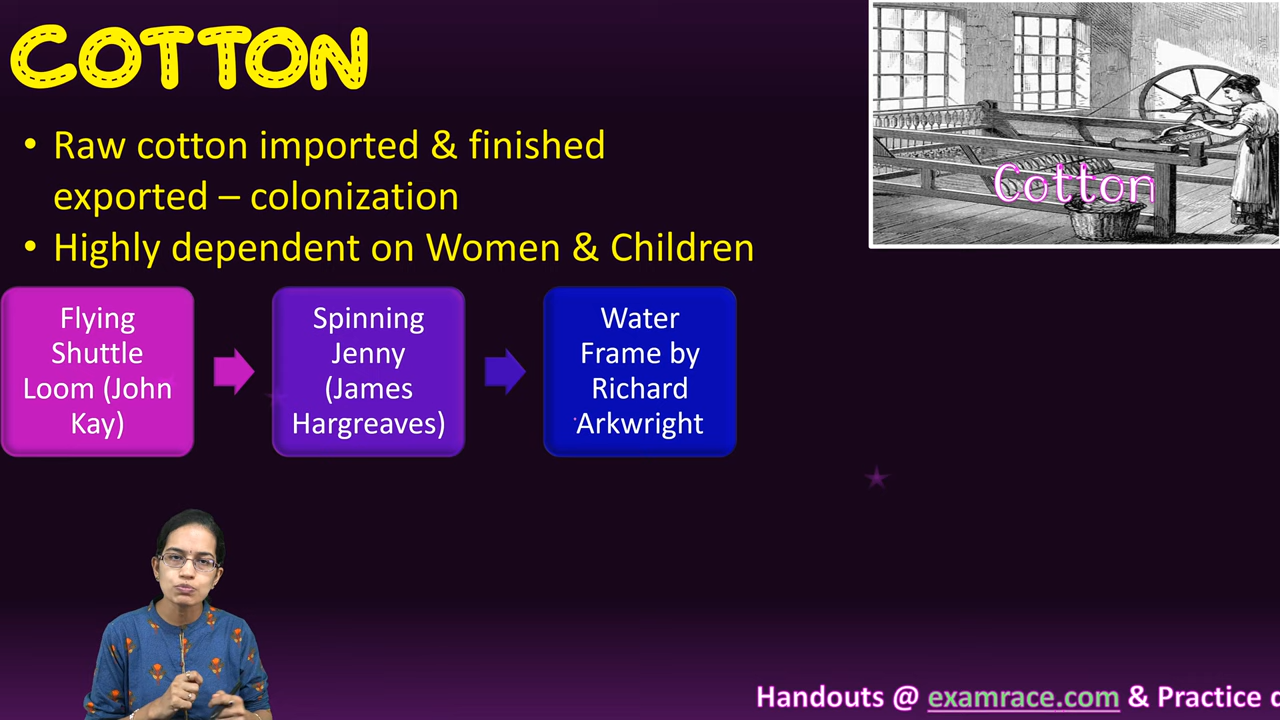 COTTON
• Raw cotton imported & finished
exported – colonization
• Highly dependent on Women & Children
Cotton
Flying
Shuttle
Loom (John
Kay)
Spinning
Jenny
(James
Hargreaves)
Water
Frame by
Richard
Arkwright
Handouts @ examrace.com & Practice